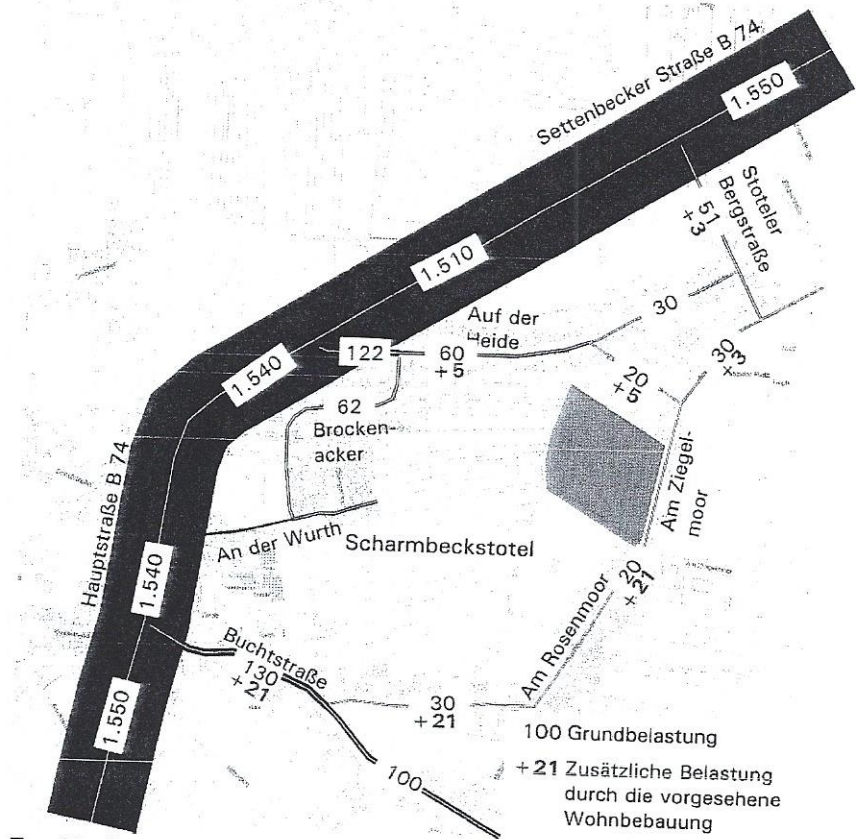 Settenbecker Straße B 74
1.550
Stoteler
Bergstraße
51
+3
1.510
Auf der
Heide
30
122
60
+5
1.540
30
+3
20
+5
62
Brocken-
acker
Am Ziegel-
moor
Hauptstraße B 74
An der Wurth
Scharmbeckstotel
1.540
20
+21
Am Rosenmoor
Buchtstraße
130
+21
1.550
30
+21
100
100 Grundbelastung
+21 Zusätzliche Belastung
durch die vorgesehene
Wohnbebauung